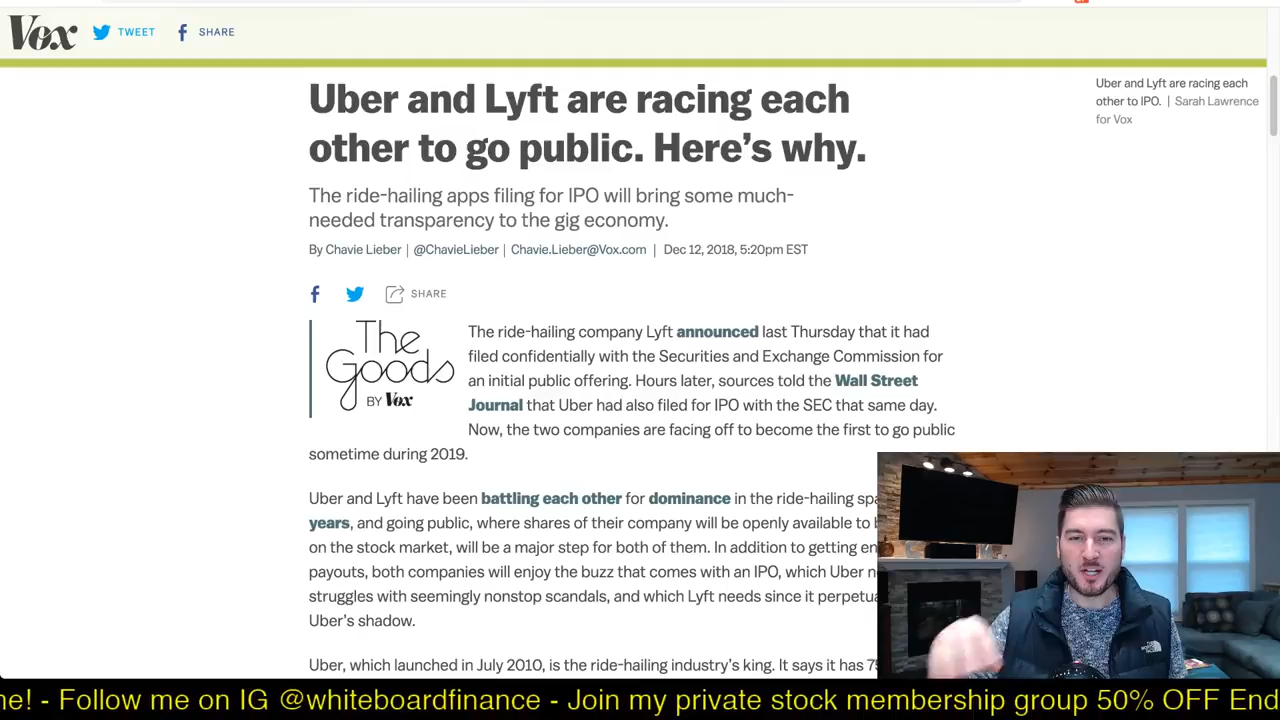 Vox
TWEET
SHARE
Uber and Lyft are racing each
other to go public. Here's why.
Uber and Lyft are racing each
other to IPO. | Sarah Lawrence
for Vox
The ride-hailing apps filing for IPO will bring some much-
needed transparency to the gig economy.
By Chavie Lieber | @ChavieLieber | Chavie.Lieber@Vox.com | Dec 12, 2018, 5:20pm EST
SHARE
The
Goods
BY Vox
The ride-hailing company Lyft announced last Thursday that it had
filed confidentially with the Securities and Exchange Commission for
an initial public offering. Hours later, sources told the Wall Street
Journal that Uber had also filed for IPO with the SEC that same day.
Now, the two companies are facing off to become the first to go public
sometime during 2019.
Uber and Lyft have been battling each other for dominance in the ride-hailing
years, and going public, where shares of their company will be openly available to
on the stock market, will be a major step for both of them. In addition to getting
payouts, both companies will enjoy the buzz that comes with an IPO, which Uber
struggles with seemingly nonstop scandals, and which Lyft needs since it
Uber's shadow.
Uber, which launched in July 2010, is the ride-hailing industry's king. It says it has
THE NORTH FACE
me! - Follow me on IG @whiteboardfinance - Join my private stock membership group 50% OFF End